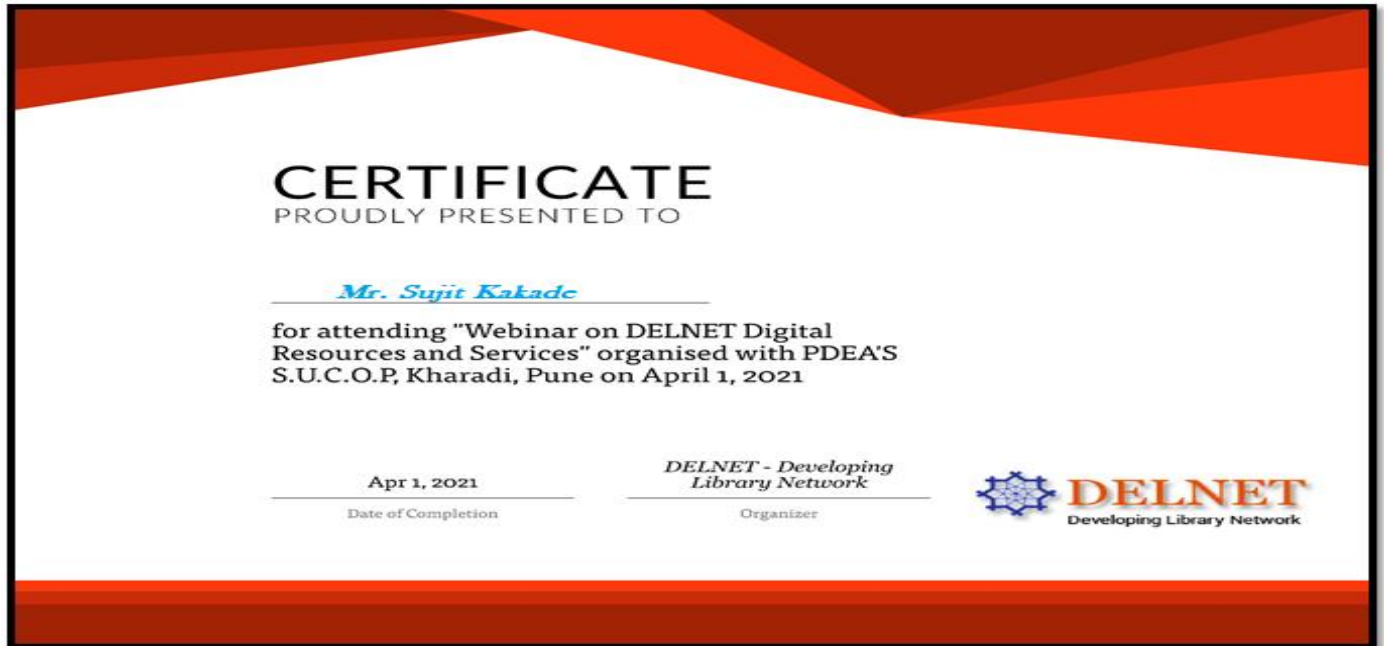 CERTIFICATE
PROUDLY PRESENTED TO
Mr. Sujit Kakade
for attending "Webinar on DELNET Digital
Resources and Services" organised with PDEA'S
S.U.C.O.P, Kharadi, Pune on April 1, 2021
Apr 1, 2021
Date of Completion
DELNET - Developing
Library Network
Organizer
DELNET
Developing Library Network